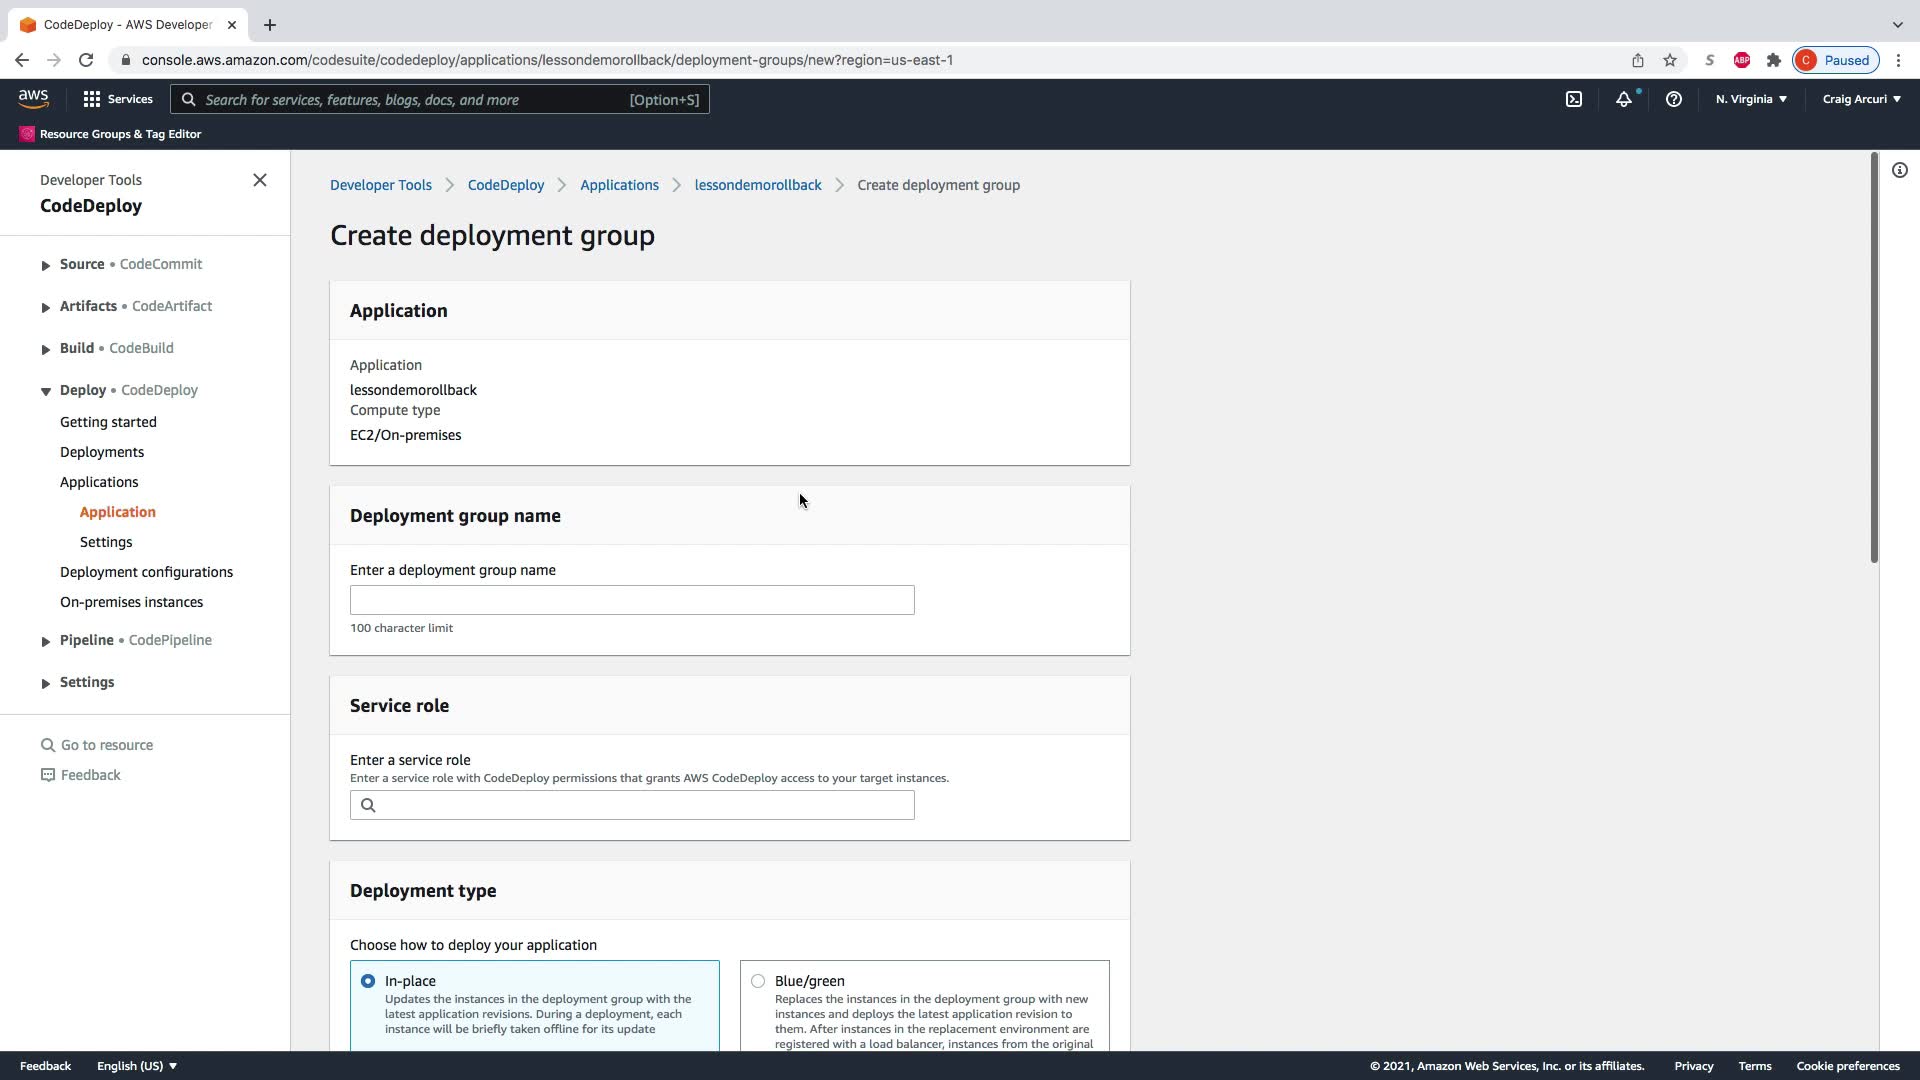 CodeDeploy - AWS Developer
console.aws.amazon.com/codesuite/codedeploy/applications/lessondemorollback/deployment-groups/new?region=us-east-1
S
ABP
C Paused
aws
Services
Search for services, features, blogs, docs, and more [Option+S]
N. Virginia
Craig Arcuri
Resource Groups & Tag Editor
Developer Tools
CodeDeploy
Source • CodeCommit
Artifacts • CodeArtifact
Build • CodeBuild
Deploy • CodeDeploy
Getting started
Deployments
Applications
Application
Settings
Deployment configurations
On-premises instances
Pipeline • CodePipeline
Settings
Go to resource
Feedback
Developer Tools > CodeDeploy > Applications > lessondemorollback > Create deployment group
Create deployment group
Application
Application
lessondemorollback
Compute type
EC2/On-premises
Deployment group name
Enter a deployment group name
100 character limit
Service role
Enter a service role
Enter a service role with CodeDeploy permissions that grants AWS CodeDeploy access to your target instances.
Deployment type
Choose how to deploy your application
In-place
Updates the instances in the deployment group with the
latest application revisions. During a deployment, each
instance will be briefly taken offline for its update
Blue/green
Replaces the instances in the deployment group with new
instances and deploys the latest application revision to
them. After instances in the replacement environment are
registered with a load balancer, instances from the original
Feedback
English (US)
© 2021, Amazon Web Services, Inc. or its affiliates.
Privacy
Terms
Cookie preferences